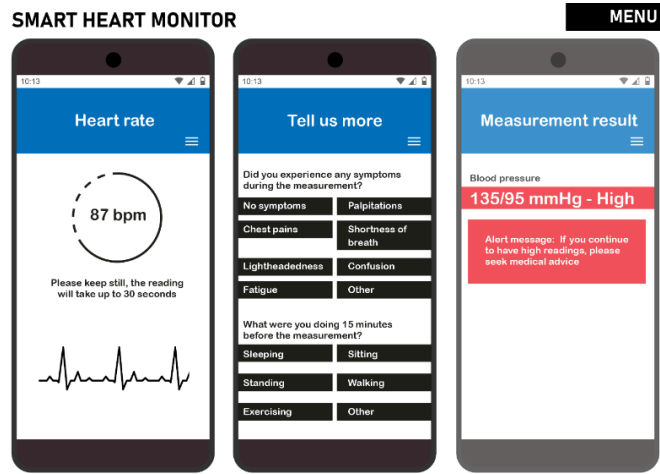 SMART HEART MONITOR
MENU
10:13
Heart rate
87 bpm
Please keep still, the reading
will take up to 30 seconds
10:13
Tell us more
Did you experience any symptoms
during the measurement?
No symptoms
Palpitations
Chest pains
Shortness of
breath
Lightheadedness
Confusion
Fatigue
Other
What were you doing 15 minutes
before the measurement?
Sleeping
Sitting
Standing
Walking
Exercising
Other
10:13
Measurement result
Blood pressure
135/95 mmHg - High
Alert message: If you continue
to have high readings, please
seek medical advice